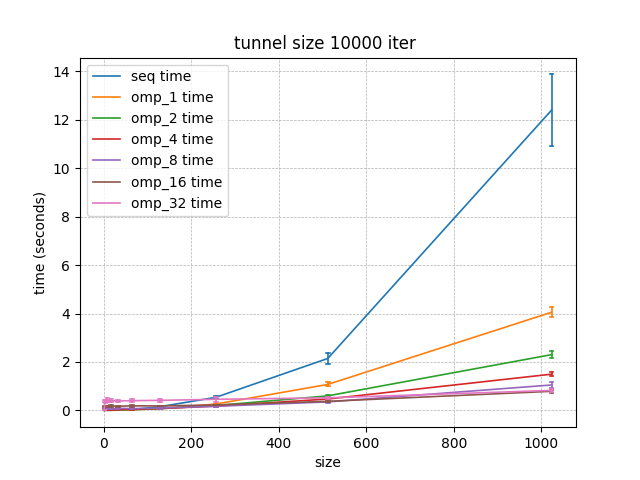 tunnel size 10000 iter
seq time
omp_1 time
omp_2 time
omp_4 time
omp_8 time
omp_16 time
omp_32 time
14
12
10
8
6
4
2
0
time (seconds)
0 200 400 600 800 1000
size